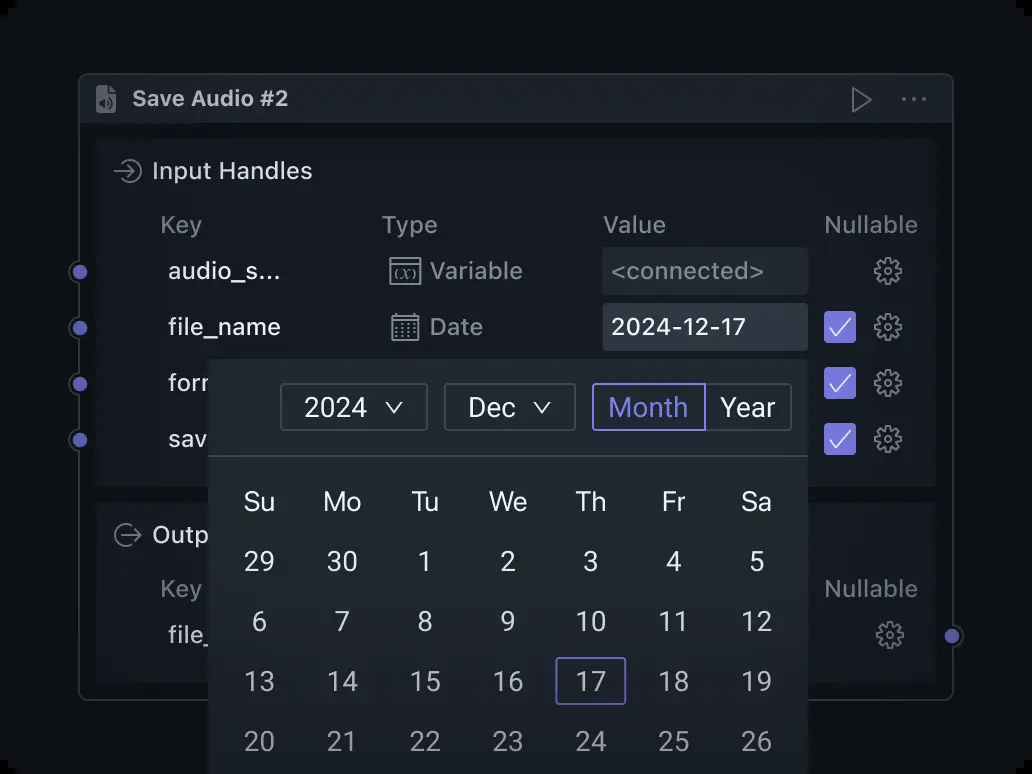 Save Audio #2
Input Handles
Key Type Value Nullable
audio_s... Variable <connected>
file_name Date 2024-12-17
forr
sav
2024 Dec Month Year
Su Mo Tu We Th Fr Sa
29 30 1 2 3 4 5
6 7 8 9 10 11 12
13 14 15 16 17 18 19
20 21 22 23 24 25 26
Outp
Key Nullable
file_